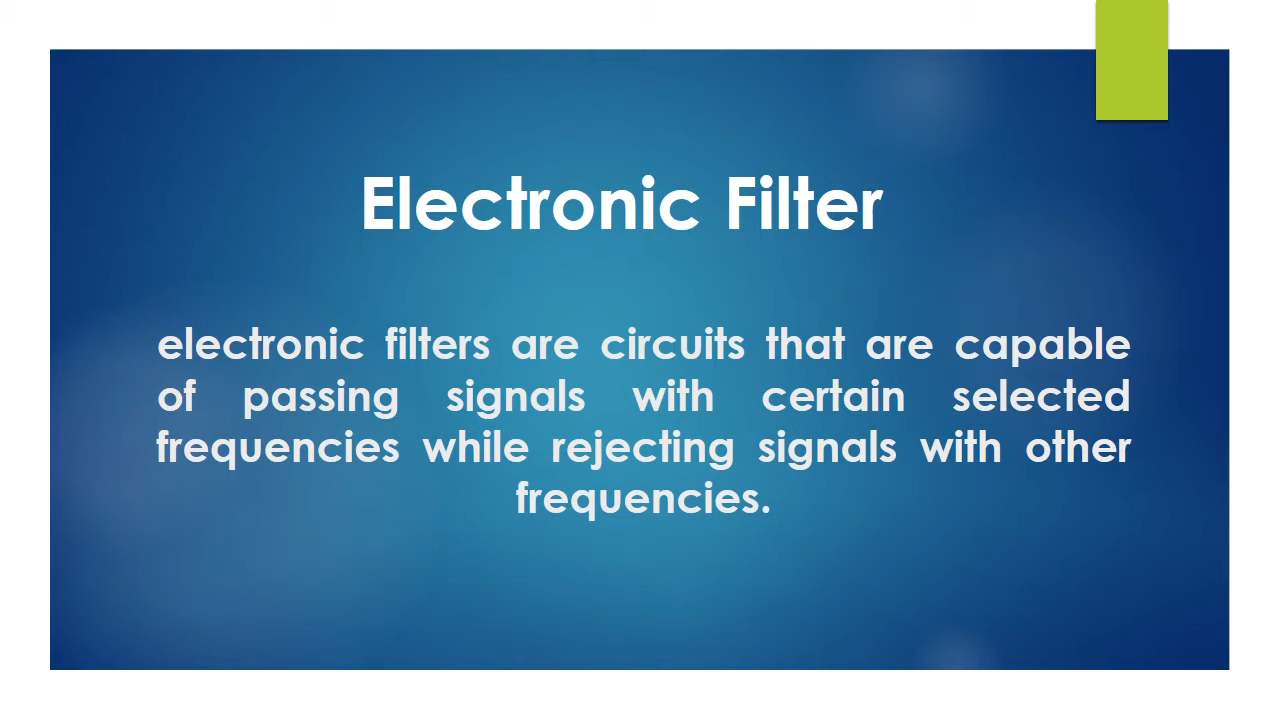 Electronic Filter
electronic filters are circuits that are capable
of passing signals with certain selected
frequencies while rejecting signals with other
frequencies.